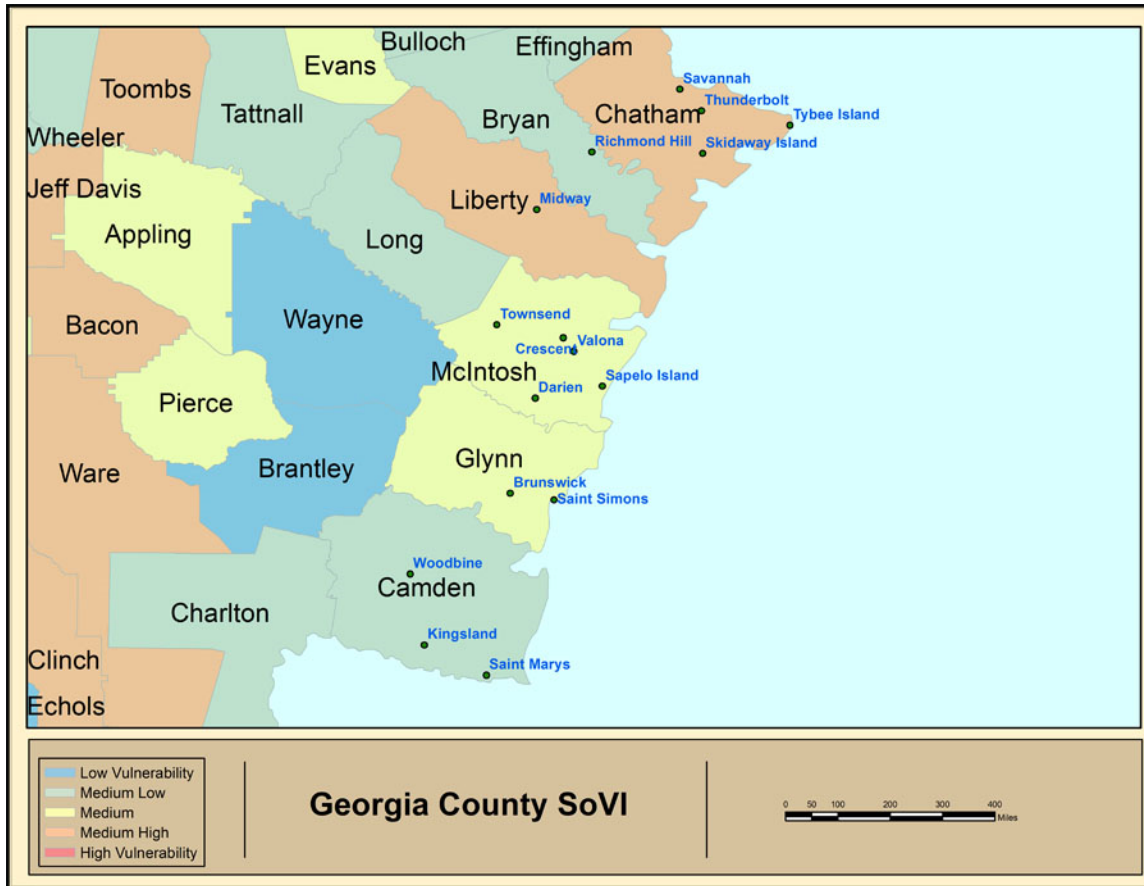 Bulloch
Effingham
Evans
Toombs
Savannah
Tattnall
Chatham
Thunderbolt
Bryan
Tybee Island
Wheeler
Richmond Hill
Skidaway Island
Jeff Davis
Liberty
Midway
Appling
Long
Wayne
Townsend
Bacon
Valona
Crescent
McIntosh
Sapelo Island
Darien
Pierce
Glynn
Ware
Brantley
Brunswick
Saint Simons
Woodbine
Camden
Charlton
Kingsland
Clinch
Saint Marys
Echols
Low Vulnerability
Medium Low
Medium
Medium High
High Vulnerability
Georgia County SoVI
0 50 100 200 300 400
Miles